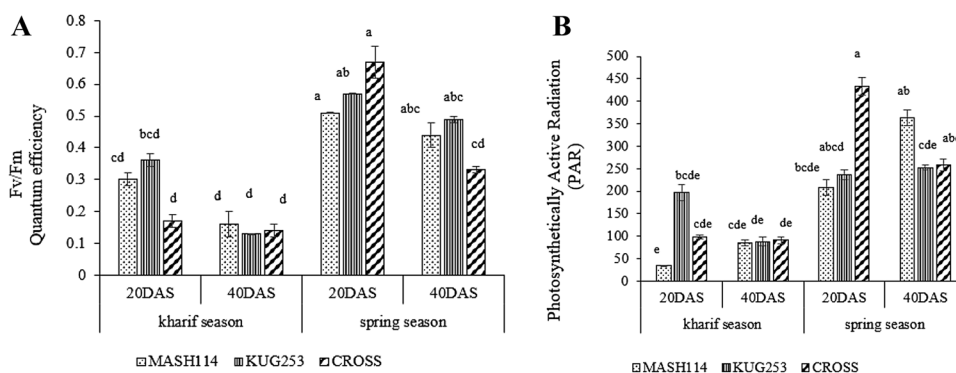 A
Fv/Fm
Quantum efficiency
0.8
0.7
0.6
0.5
0.4
0.3
0.2
0.1
0
cd
bcd
d
d
d
d
a
ab
a
abc
abc
cd
20DAS
40DAS
20DAS
40DAS
kharif season
spring season
MASH114
KUG253
CROSS
B
Photosynthetically Active Radiation
(PAR)
500
450
400
350
300
250
200
150
100
50
0
e
bcde
cde
cde
de
de
bcde
abcd
a
ab
cde
abc
20DAS
40DAS
20DAS
40DAS
kharif season
spring season
MASH114
KUG253
CROSS